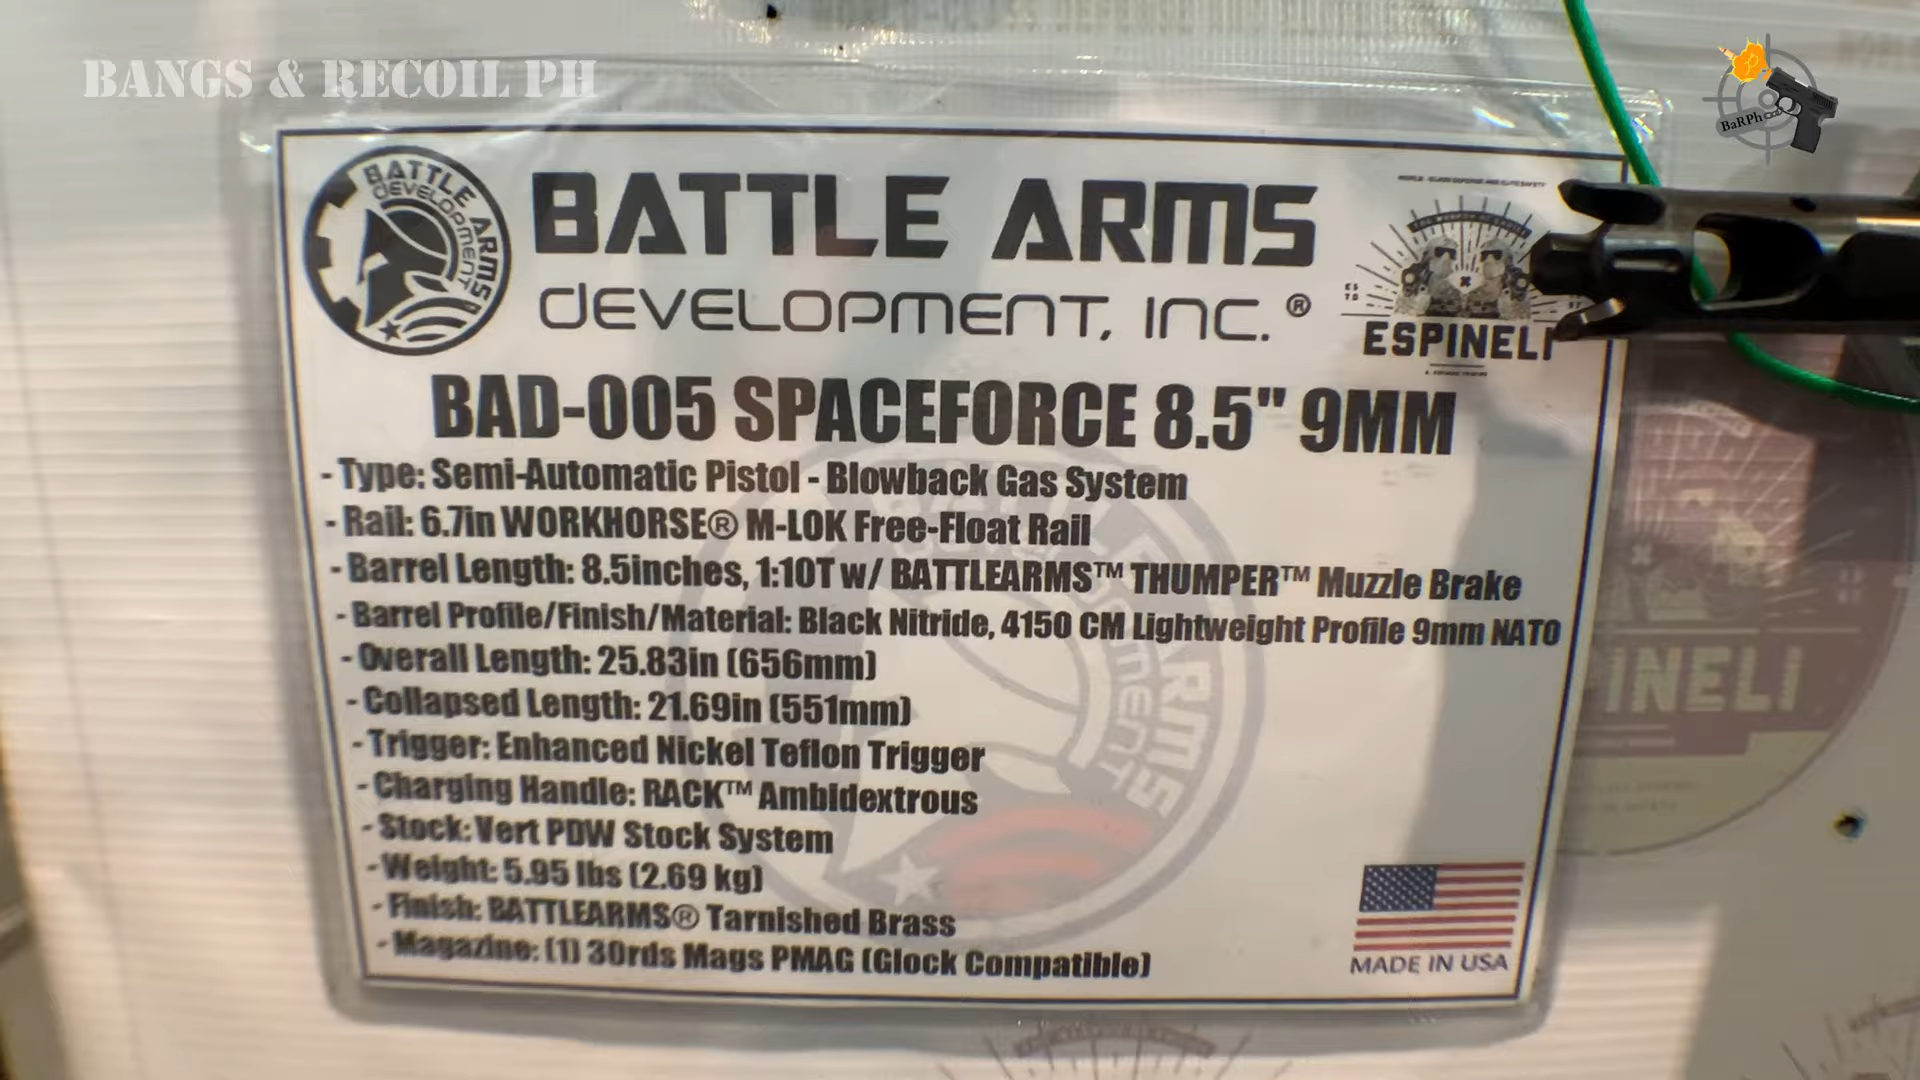 BANGS & RECOIL PH
BaRPh
BATTLE ARMS DEVELOPMENT
BATTLE ARMS
DEVELOPMENT, INC.®
ESPINELI
BAD-005 SPACEFORCE 8.5" 9MM
- Type: Semi-Automatic Pistol - Blowback Gas System
- Rail: 6.7in WORKHORSE® M-LOK Free-Float Rail
- Barrel Length: 8.5inches, 1:10T w/ BATTLEARMS™ THUMPER™ Muzzle Brake
- Barrel Profile/Finish/Material: Black Nitride, 4150 CM Lightweight Profile 9mm NATO
- Overall Length: 25.83in (656mm)
- Collapsed Length: 21.69in (551mm)
- Trigger: Enhanced Nickel Teflon Trigger
- Charging Handle: RACK™ Ambidextrous
- Stock: Vert PDW Stock System
- Weight: 5.95 lbs (2.69 kg)
- Finish: BATTLEARMS® Tarnished Brass
- Magazine: (1) 30rds Mags PMAG (Glock Compatible)
MADE IN USA
PINELI